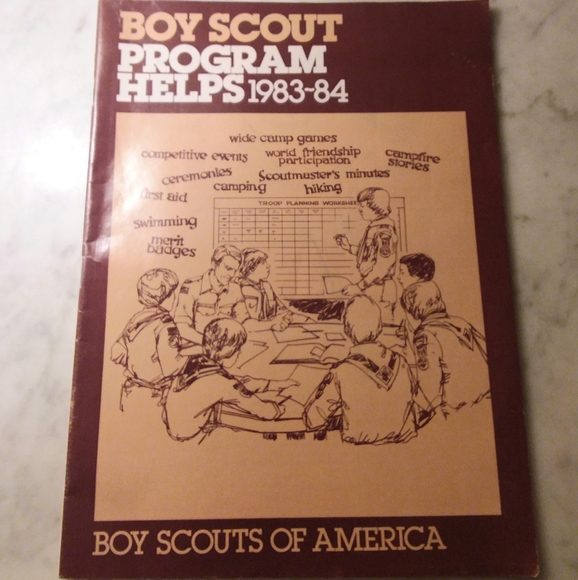 BOY SCOUT
PROGRAM
HELPS 1983-84
wide camp games
competitive events
world friendship
participation
campfire
stories
ceremonies
Scoutmaster's minutes
first aid
camping
hiking
swimming
merit
badges
TROOP PLANNING WORKSHEET
BOY SCOUTS OF AMERICA